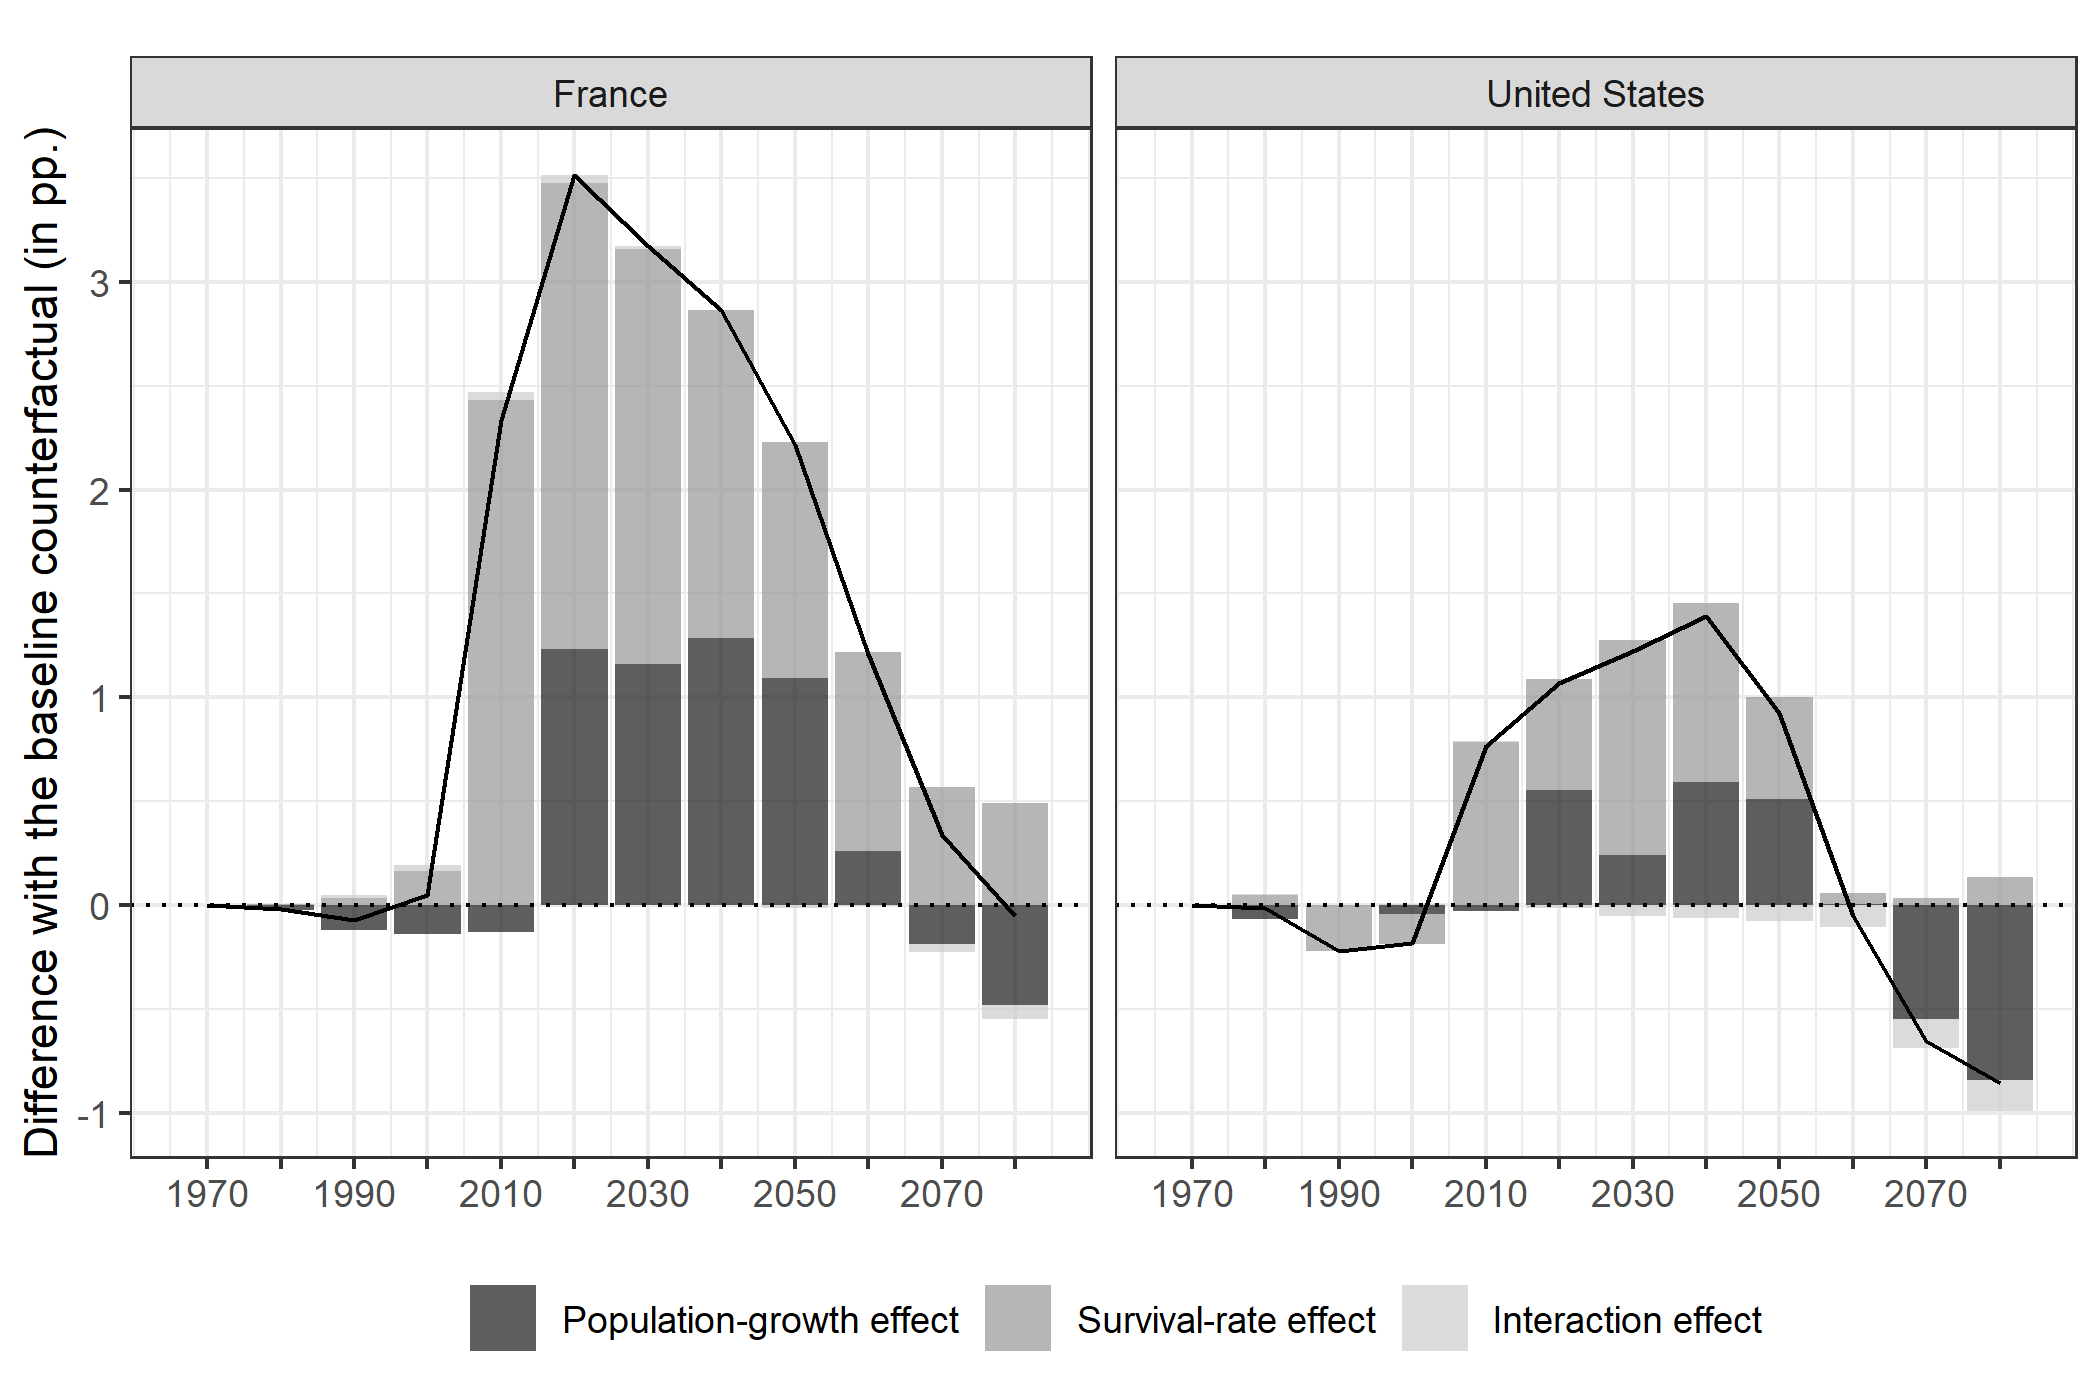 France
United States
Difference with the baseline counterfactual (in pp.)
3
2
1
0
-1
1970 1990 2010 2030 2050 2070
1970 1990 2010 2030 2050 2070
Population-growth effect
Survival-rate effect
Interaction effect